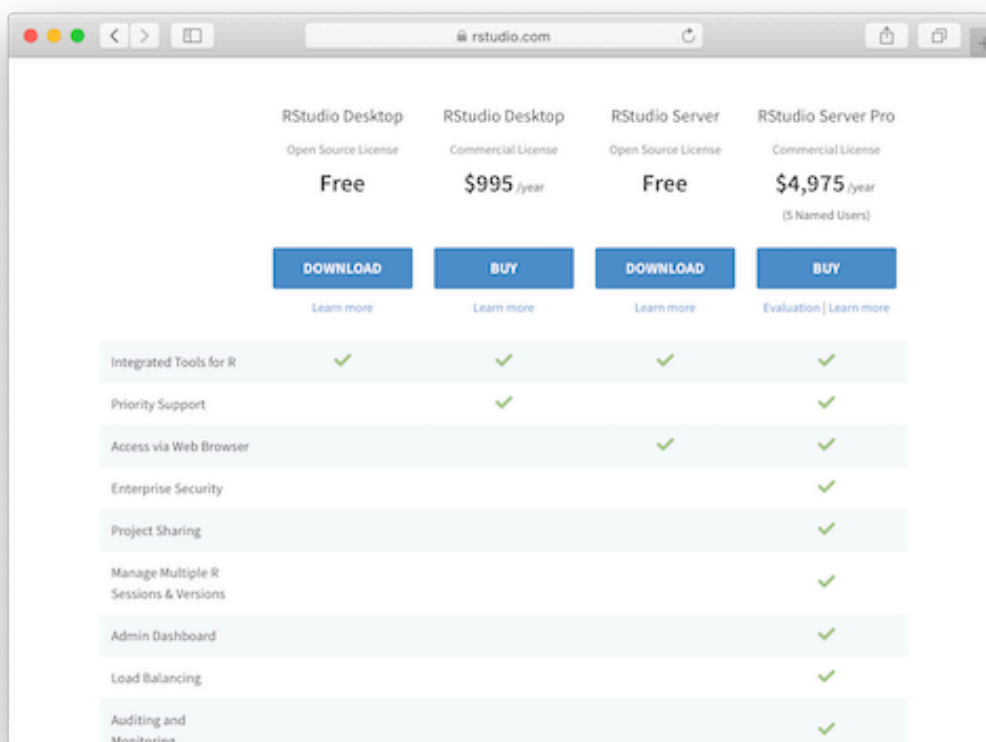 rstudio.com
RStudio Desktop RStudio Desktop RStudio Server RStudio Server Pro
Open Source License Commercial License Open Source License Commercial License
Free $995 /year Free $4,975 /year
(5 Named Users)
DOWNLOAD BUY DOWNLOAD BUY
Learn more Learn more Learn more Evaluation | Learn more
Integrated Tools for R
Priority Support
Access via Web Browser
Enterprise Security
Project Sharing
Manage Multiple R
Sessions & Versions
Admin Dashboard
Load Balancing
Auditing and
Monitoring